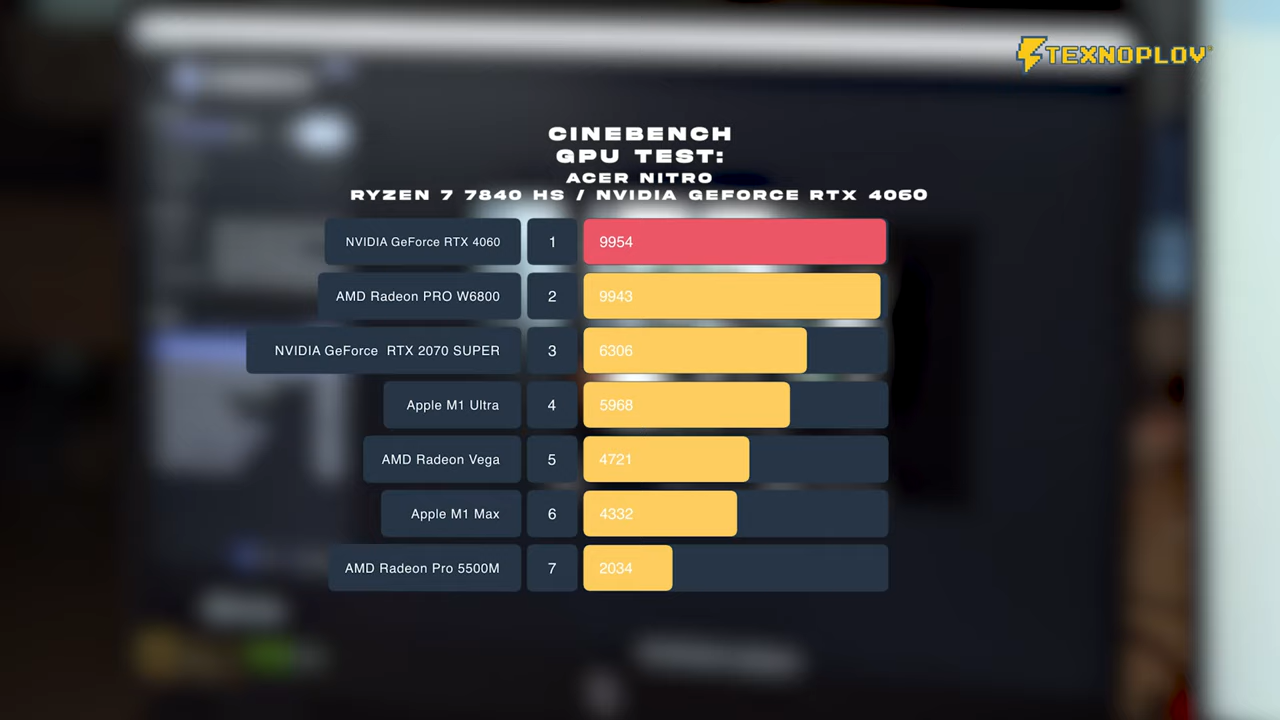 TEXNOPLOV
CINEBENCH
GPU TEST:
ACER NITRO
RYZEN 7 7840 HS / NVIDIA GEFORCE RTX 4060
NVIDIA GeForce RTX 4060 1 9954
AMD Radeon PRO W6800 2 9943
NVIDIA GeForce RTX 2070 SUPER 3 6306
Apple M1 Ultra 4 5968
AMD Radeon Vega 5 4721
Apple M1 Max 6 4332
AMD Radeon Pro 5500M 7 2034